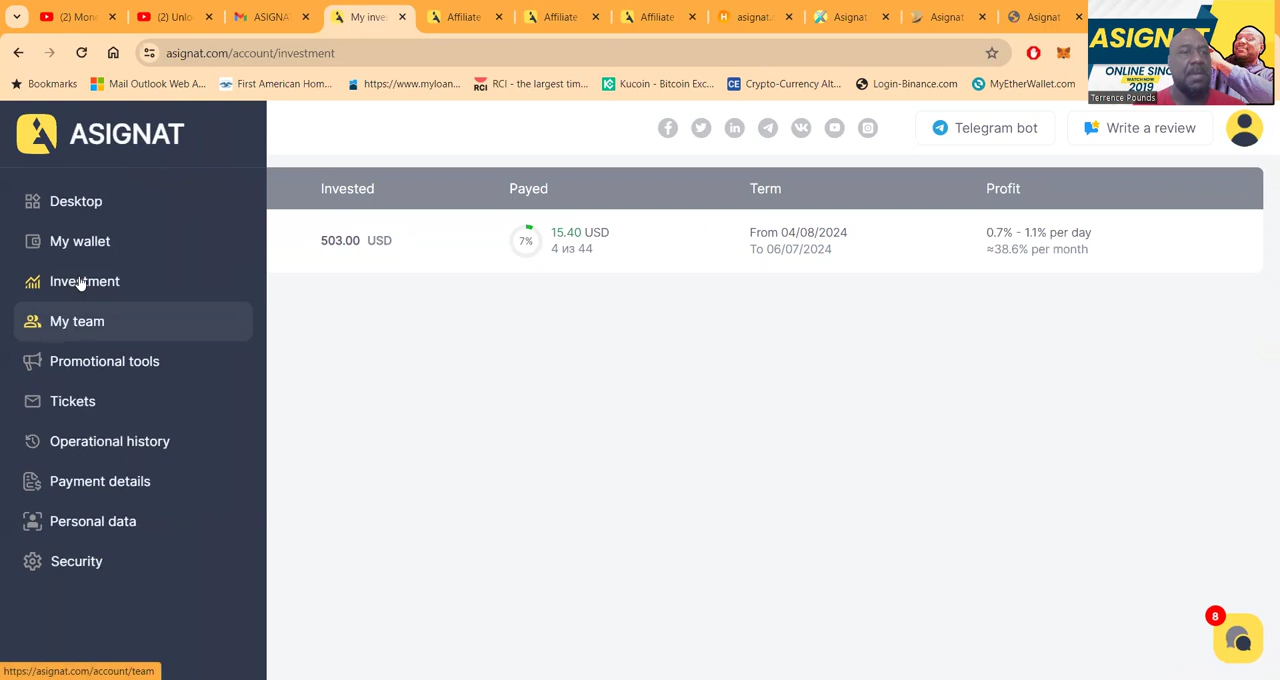 (2) Mone
(2) Unlo
ASIGNA
My inve
Affiliate
Affiliate
Affiliate
asignat.
Asignat
Asignat
Asignat
asignat.com/account/investment
Bookmarks
Mail Outlook Web A...
First American Hom...
https://www.myloan...
RCI - the largest tim...
Kucoin - Bitcoin Exc...
Crypto-Currency Alt...
Login-Binance.com
MyEtherWallet.com
ONLINE SINC
WATCH NOW
2019
Terrence Pounds
ASIGNAT
Telegram bot
Write a review
Desktop
My wallet
Investment
My team
Promotional tools
Tickets
Operational history
Payment details
Personal data
Security
Invested Payed Term Profit
503.00 USD
7%
15.40 USD
4 из 44
From 04/08/2024
To 06/07/2024
0.7% - 1.1% per day
≈38.6% per month
8
https://asignat.com/account/team